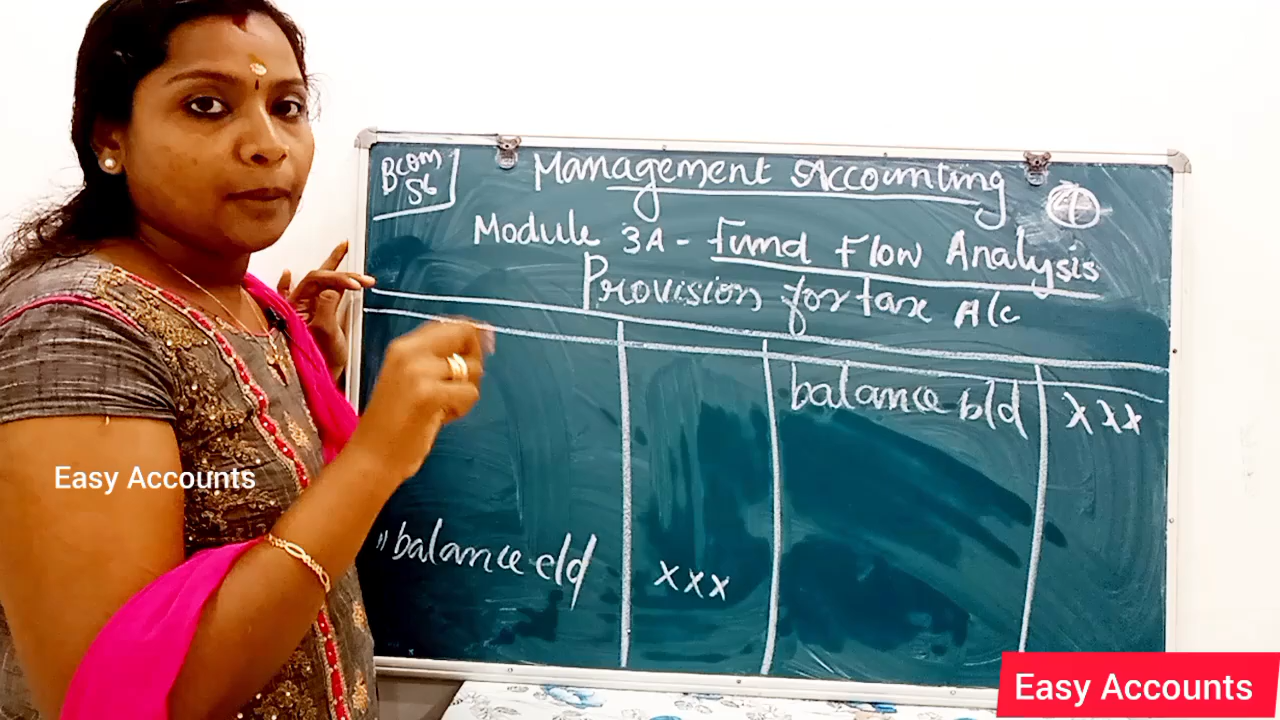 BCom
S6
Management Accounting
4
Module 3A - Fund Flow Analysis
Provision for tax A/c
balance b/d xxx
" balance c/d xxx
Easy Accounts
Easy Accounts